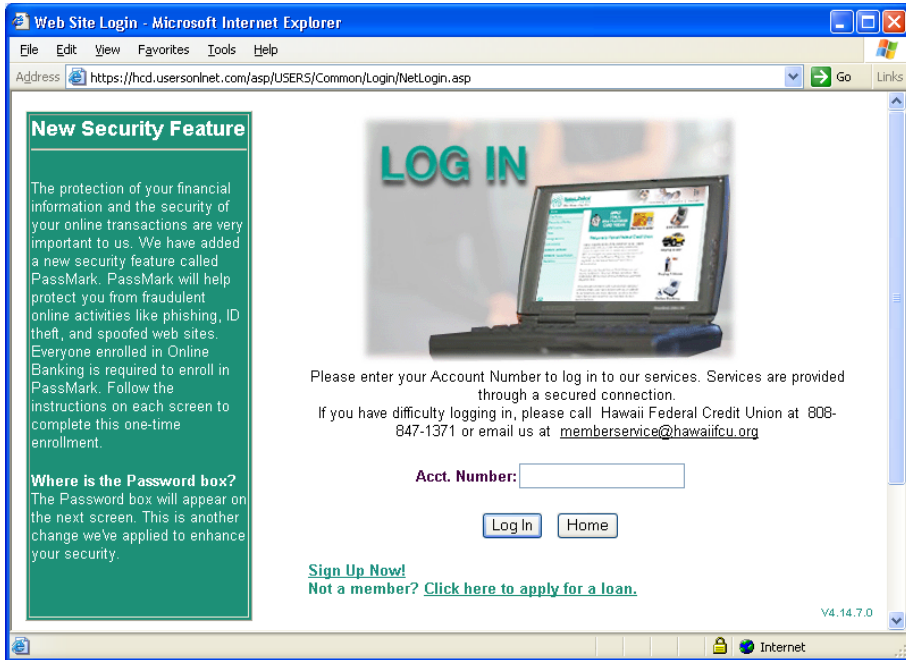 Web Site Login - Microsoft Internet Explorer
File Edit View Favorites Tools Help
Address https://hcd.usersonlnet.com/asp/USERS/Common/Login/NetLogin.asp Go Links
New Security Feature
The protection of your financial
information and the security of
your online transactions are very
important to us. We have added
a new security feature called
PassMark. PassMark will help
protect you from fraudulent
online activities like phishing, ID
theft, and spoofed web sites.
Everyone enrolled in Online
Banking is required to enroll in
PassMark. Follow the
instructions on each screen to
complete this one-time
enrollment.
Where is the Password box?
The Password box will appear on
the next screen. This is another
change we've applied to enhance
your security.
LOG IN
Please enter your Account Number to log in to our services. Services are provided
through a secured connection.
If you have difficulty logging in, please call Hawaii Federal Credit Union at 808-
847-1371 or email us at memberservice@hawaiifcu.org
Acct. Number:
Log In Home
Sign Up Now!
Not a member? Click here to apply for a loan.
V4.14.7.0
Internet